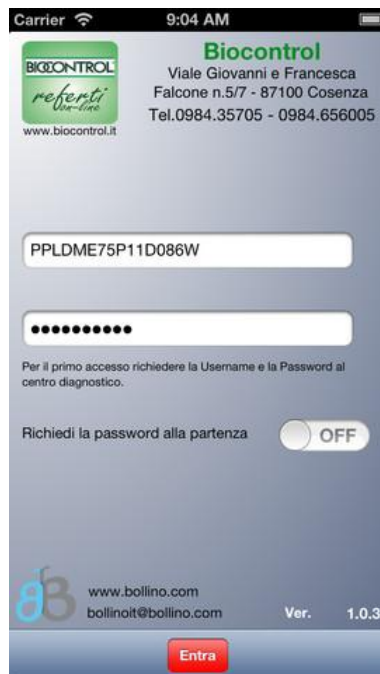 Carrier 9:04 AM
BIOCONTROL
referti
on-line
www.biocontrol.it
Biocontrol
Viale Giovanni e Francesca
Falcone n.5/7 - 87100 Cosenza
Tel.0984.35705 - 0984.656005
PPLDME75P11D086W
●●●●●●●●●●
Per il primo accesso richiedere la Username e la Password al
centro diagnostico.
Richiedi la password alla partenza OFF
www.bollino.com
bollinoit@bollino.com Ver. 1.0.3
Entra